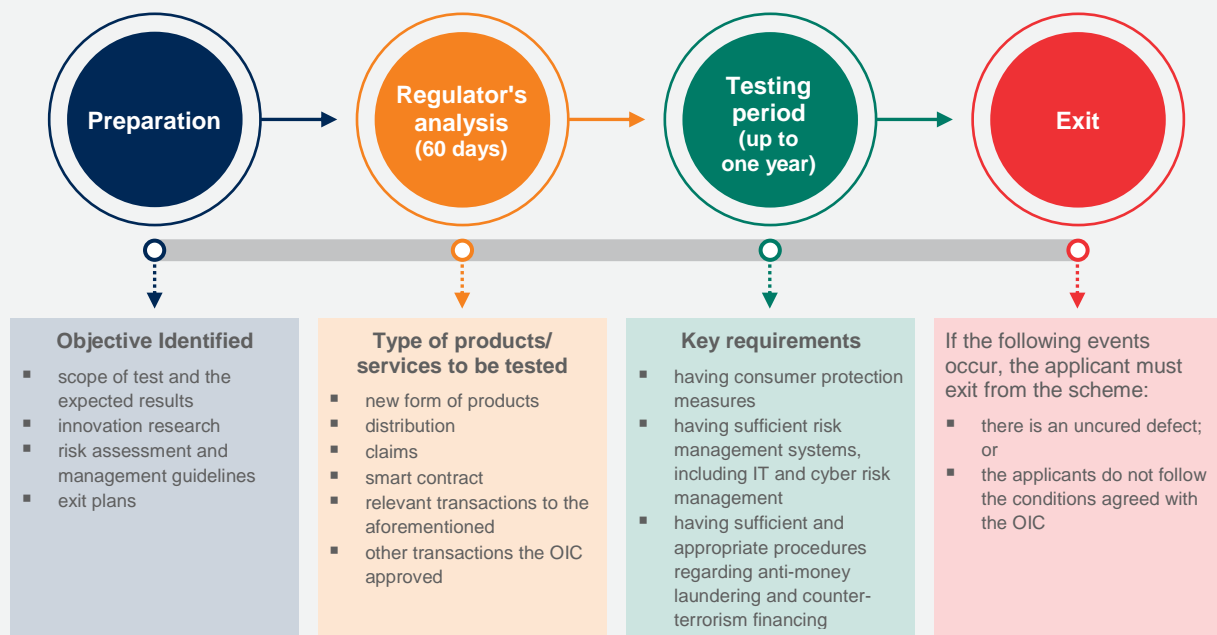 Preparation
Regulator's
analysis
(60 days)
Testing
period
(up to
one year)
Exit
Objective Identified
▪ scope of test and the
expected results
▪ innovation research
▪ risk assessment and
management guidelines
▪ exit plans
Type of products/
services to be tested
▪ new form of products
▪ distribution
▪ claims
▪ smart contract
▪ relevant transactions to the
aforementioned
▪ other transactions the OIC
approved
Key requirements
▪ having consumer protection
measures
▪ having sufficient risk
management systems,
including IT and cyber risk
management
▪ having sufficient and
appropriate procedures
regarding anti-money
laundering and counter-
terrorism financing
If the following events
occur, the applicant must
exit from the scheme:
▪ there is an uncured defect;
or
▪ the applicants do not follow
the conditions agreed with
the OIC